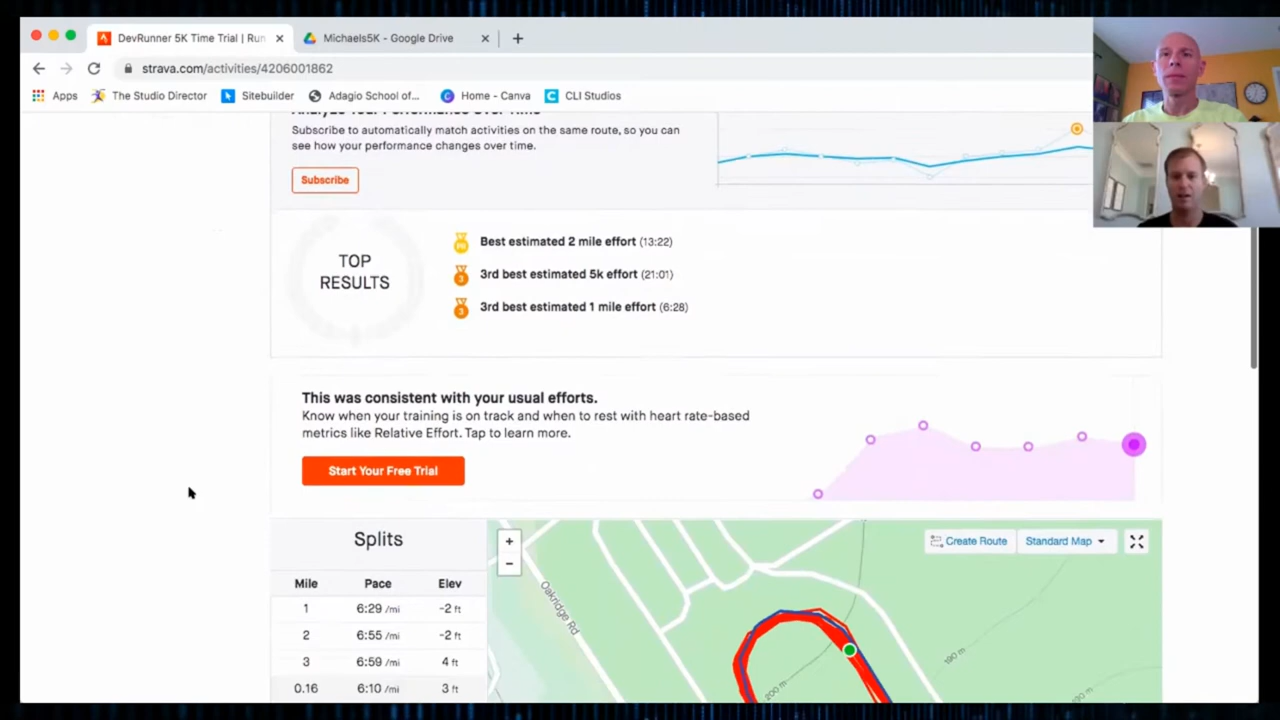 DevRunner 5K Time Trial | Run
Michaels5K - Google Drive
strava.com/activities/4206001862
Apps
The Studio Director
Sitebuilder
Adagio School of...
Home - Canva
CLI Studios
Analyze Your Performance Over Time
Subscribe to automatically match activities on the same route, so you can
see how your performance changes over time.
Subscribe
TOP
RESULTS
Best estimated 2 mile effort (13:22)
3rd best estimated 5k effort (21:01)
3rd best estimated 1 mile effort (6:28)
This was consistent with your usual efforts.
Know when your training is on track and when to rest with heart rate-based
metrics like Relative Effort. Tap to learn more.
Start Your Free Trial
Splits
Mile Pace Elev
1 6:29 /mi -2 ft
2 6:55 /mi -2 ft
3 6:59 /mi 4 ft
0.16 6:10 /mi 3 ft
+
-
Create Route
Standard Map
Oakridge Rd
190 m
200 m